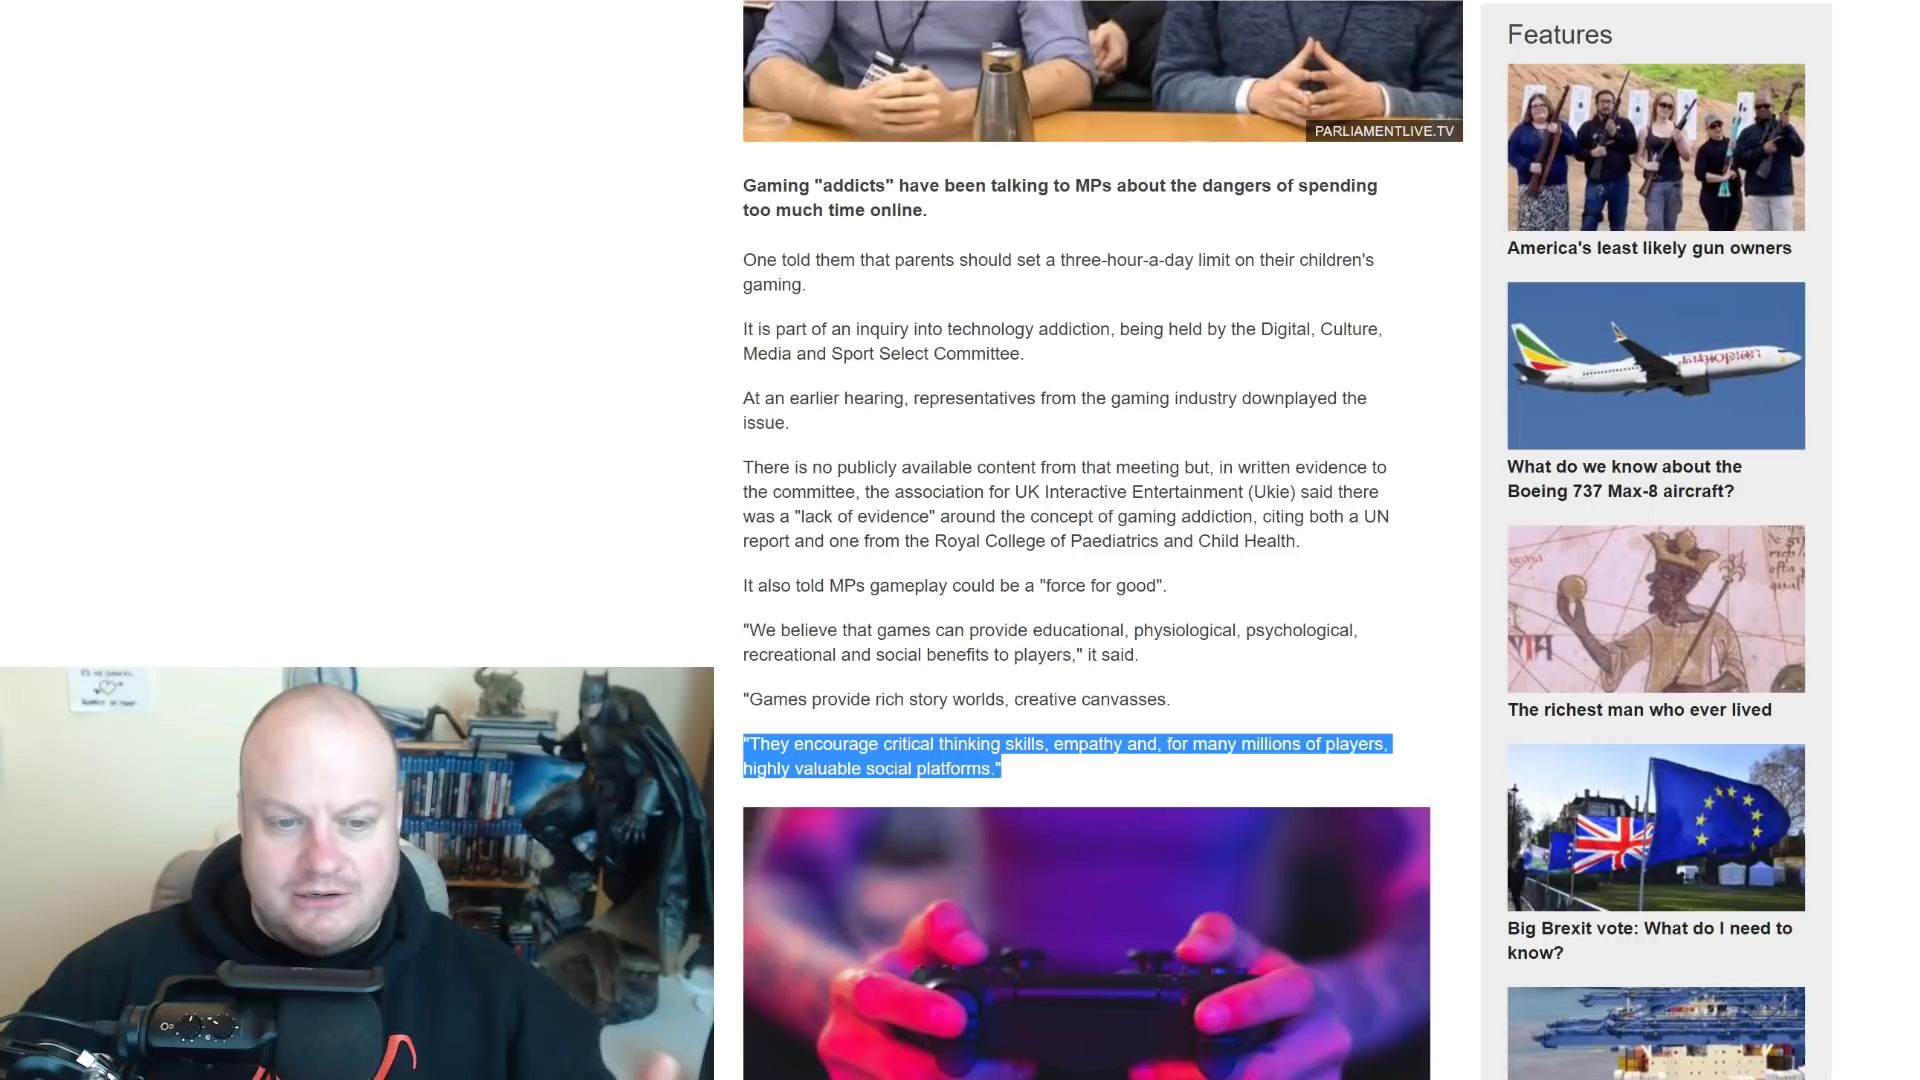 PARLIAMENTLIVE.TV
Gaming "addicts" have been talking to MPs about the dangers of spending
too much time online.
One told them that parents should set a three-hour-a-day limit on their children's
gaming.
It is part of an inquiry into technology addiction, being held by the Digital, Culture,
Media and Sport Select Committee.
At an earlier hearing, representatives from the gaming industry downplayed the
issue.
There is no publicly available content from that meeting but, in written evidence to
the committee, the association for UK Interactive Entertainment (Ukie) said there
was a "lack of evidence" around the concept of gaming addiction, citing both a UN
report and one from the Royal College of Paediatrics and Child Health.
It also told MPs gameplay could be a "force for good".
"We believe that games can provide educational, physiological, psychological,
recreational and social benefits to players," it said.
"Games provide rich story worlds, creative canvasses.
"They encourage critical thinking skills, empathy and, for many millions of players,
highly valuable social platforms."
Features
America's least likely gun owners
Ethiopian
What do we know about the
Boeing 737 Max-8 aircraft?
The richest man who ever lived
Big Brexit vote: What do I need to
know?